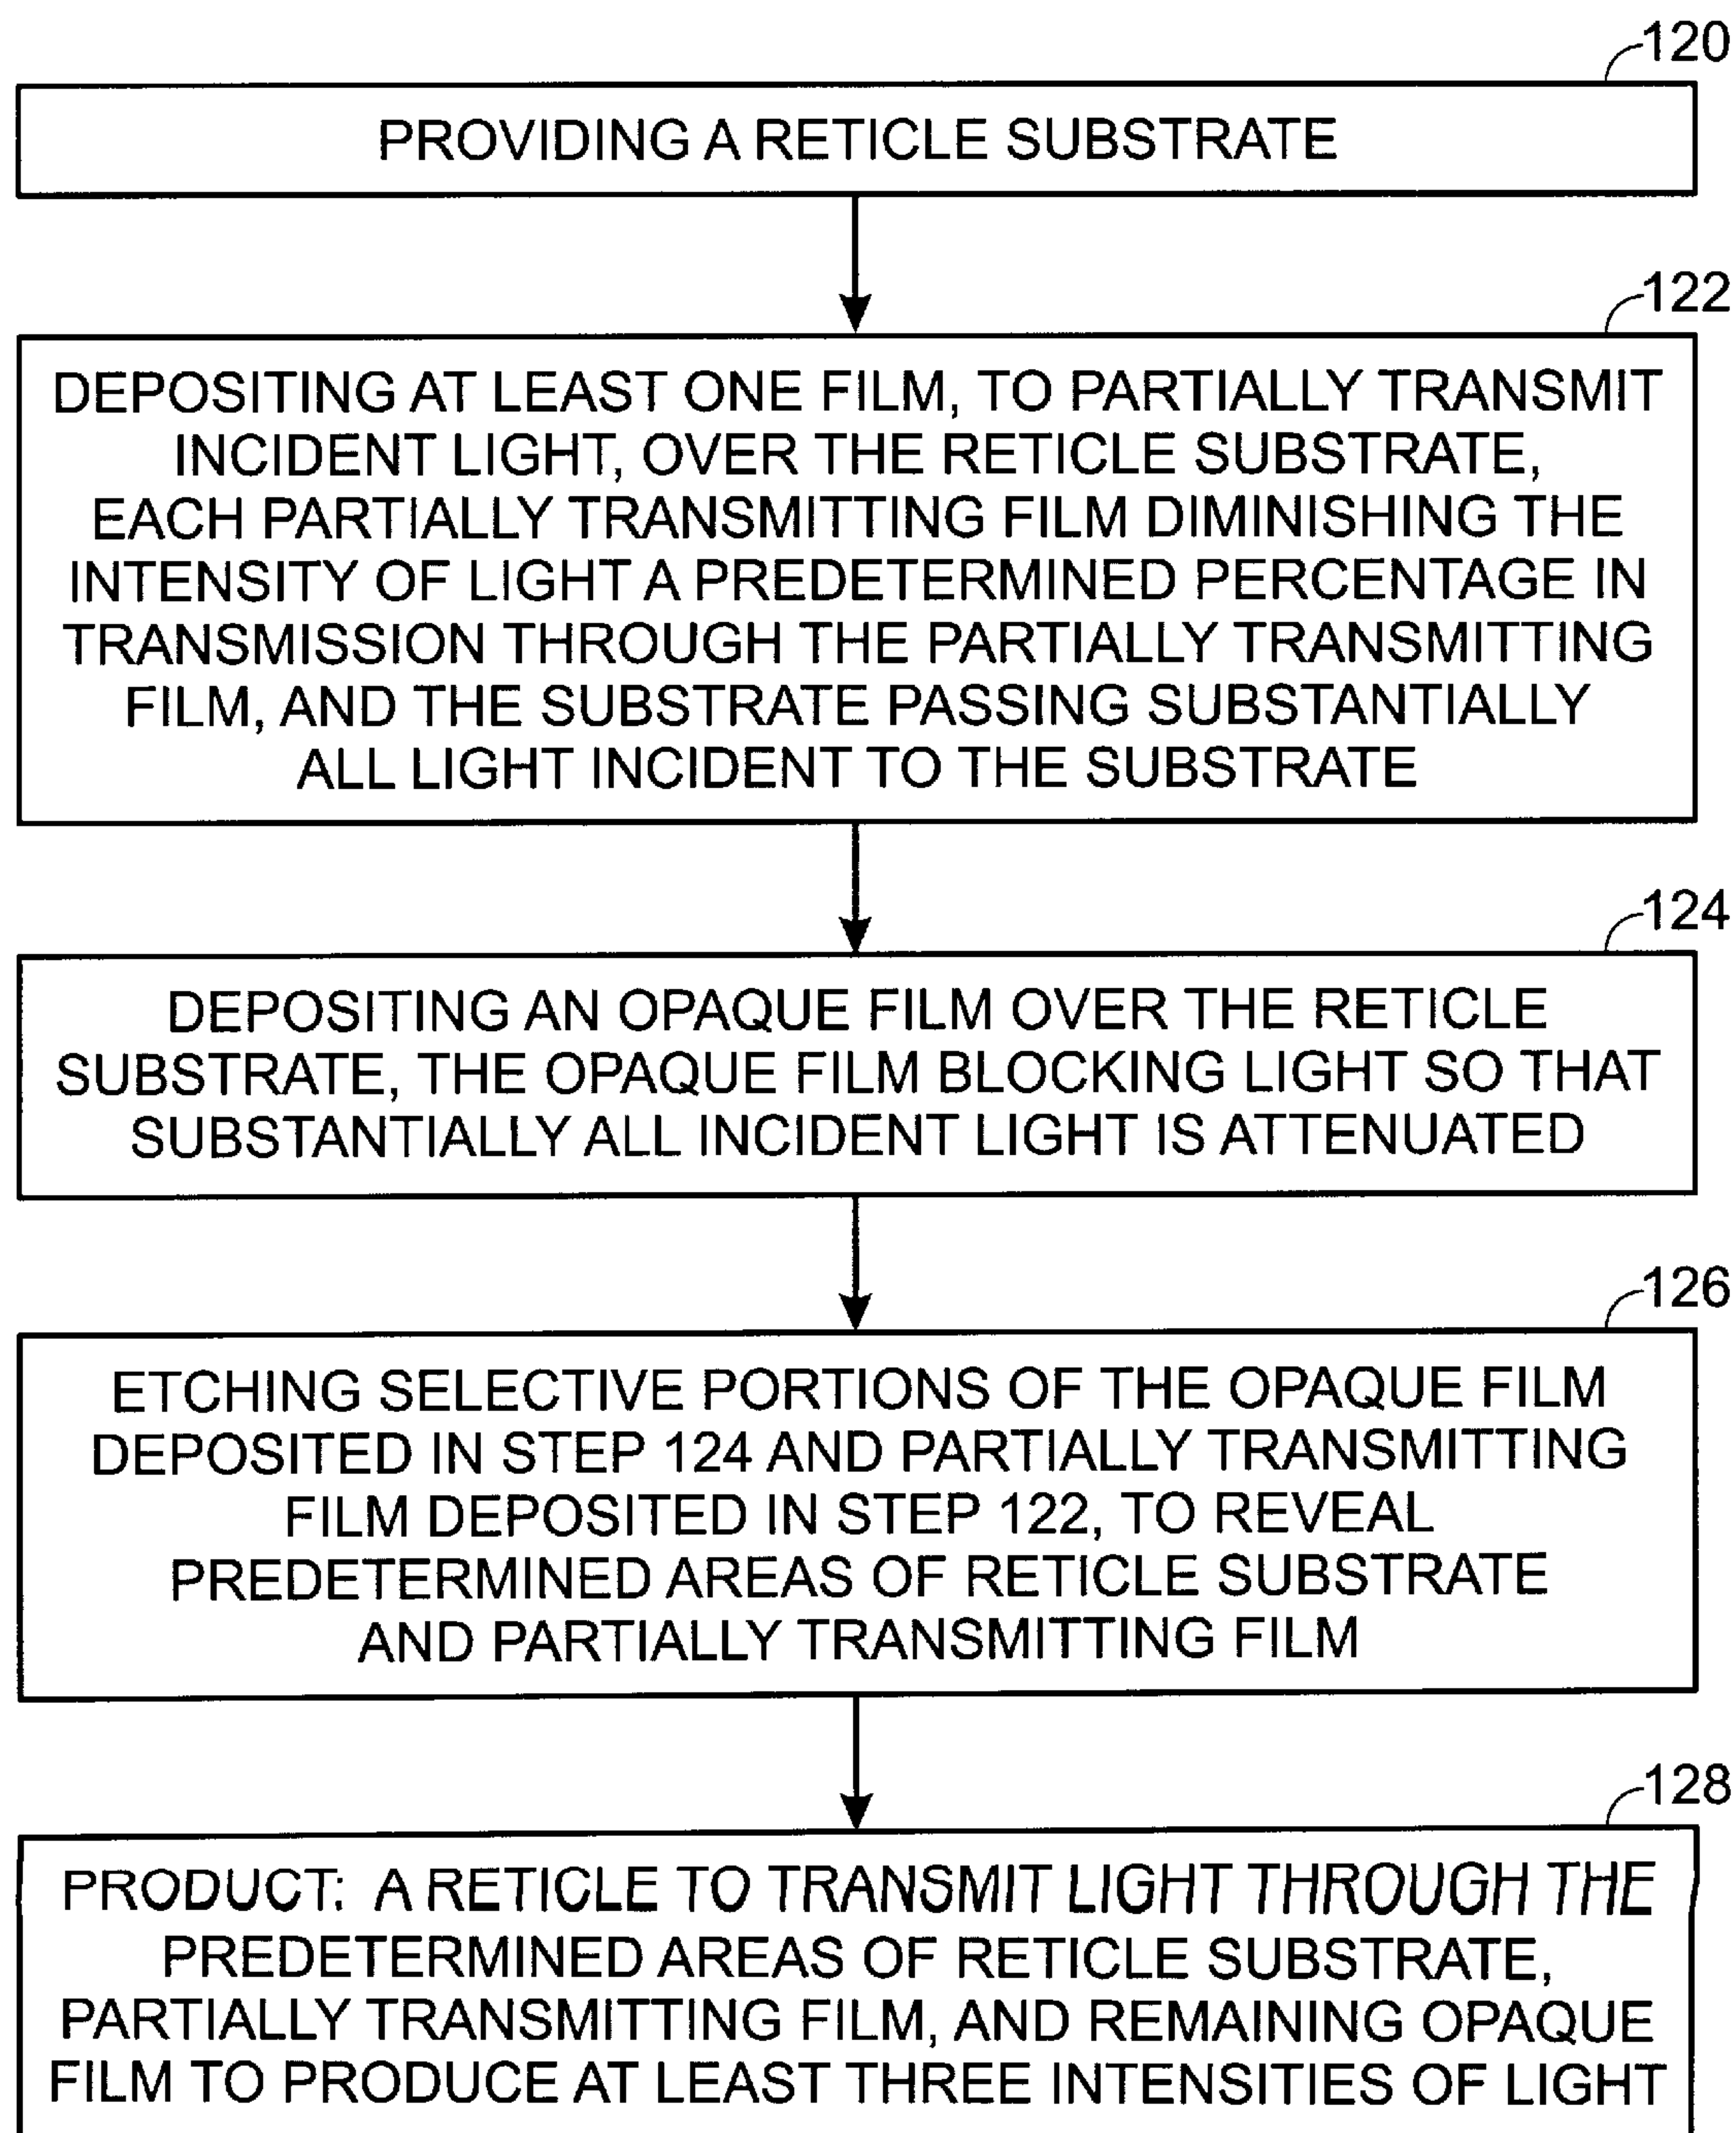 120
PROVIDING A RETICLE SUBSTRATE
122
DEPOSITING AT LEAST ONE FILM, TO PARTIALLY TRANSMIT
INCIDENT LIGHT, OVER THE RETICLE SUBSTRATE,
EACH PARTIALLY TRANSMITTING FILM DIMINISHING THE
INTENSITY OF LIGHT A PREDETERMINED PERCENTAGE IN
TRANSMISSION THROUGH THE PARTIALLY TRANSMITTING
FILM, AND THE SUBSTRATE PASSING SUBSTANTIALLY
ALL LIGHT INCIDENT TO THE SUBSTRATE
124
DEPOSITING AN OPAQUE FILM OVER THE RETICLE
SUBSTRATE, THE OPAQUE FILM BLOCKING LIGHT SO THAT
SUBSTANTIALLY ALL INCIDENT LIGHT IS ATTENUATED
126
ETCHING SELECTIVE PORTIONS OF THE OPAQUE FILM
DEPOSITED IN STEP 124 AND PARTIALLY TRANSMITTING
FILM DEPOSITED IN STEP 122, TO REVEAL
PREDETERMINED AREAS OF RETICLE SUBSTRATE
AND PARTIALLY TRANSMITTING FILM
128
PRODUCT: A RETICLE TO TRANSMIT LIGHT THROUGH THE
PREDETERMINED AREAS OF RETICLE SUBSTRATE,
PARTIALLY TRANSMITTING FILM, AND REMAINING OPAQUE
FILM TO PRODUCE AT LEAST THREE INTENSITIES OF LIGHT